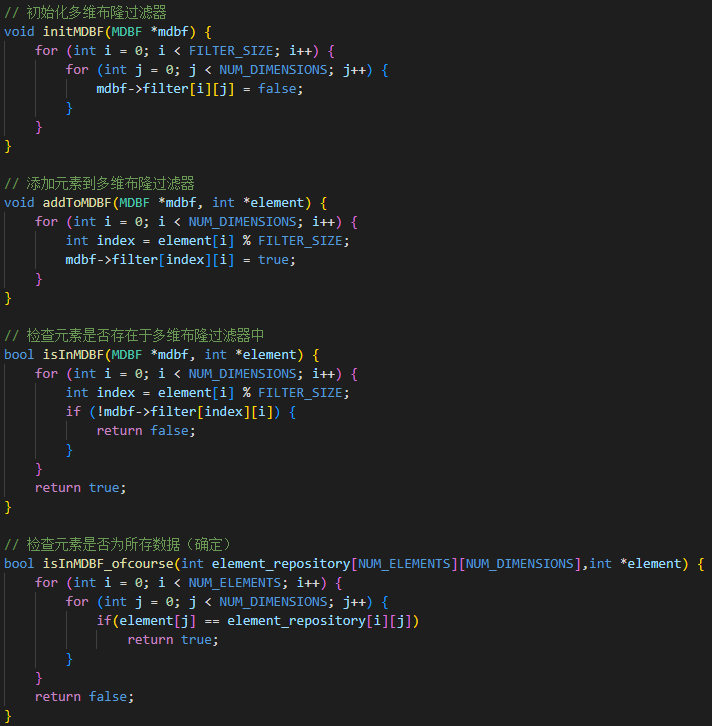 // 初始化多维布隆过滤器
void initMDBF(MDBF *mdbf) {
    for (int i = 0; i < FILTER_SIZE; i++) {
        for (int j = 0; j < NUM_DIMENSIONS; j++) {
            mdbf->filter[i][j] = false;
        }
    }
}

// 添加元素到多维布隆过滤器
void addToMDBF(MDBF *mdbf, int *element) {
    for (int i = 0; i < NUM_DIMENSIONS; i++) {
        int index = element[i] % FILTER_SIZE;
        mdbf->filter[index][i] = true;
    }
}

// 检查元素是否存在于多维布隆过滤器中
bool isInMDBF(MDBF *mdbf, int *element) {
    for (int i = 0; i < NUM_DIMENSIONS; i++) {
        int index = element[i] % FILTER_SIZE;
        if (!mdbf->filter[index][i]) {
            return false;
        }
    }
    return true;
}

// 检查元素是否为所存数据（确定）
bool isInMDBF_ofcourse(int element_repository[NUM_ELEMENTS][NUM_DIMENSIONS],int *element) {
    for (int i = 0; i < NUM_ELEMENTS; i++) {
        for (int j = 0; j < NUM_DIMENSIONS; j++) {
            if(element[j] == element_repository[i][j])
                return true;
        }
    }
    return false;
}